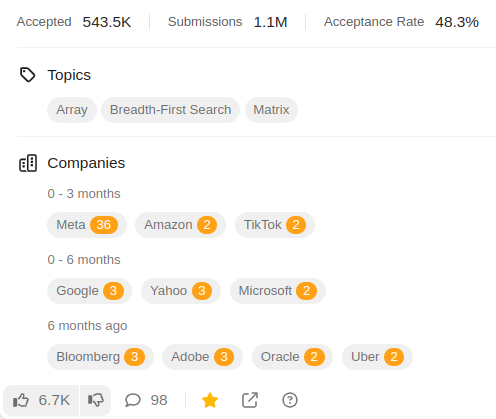 Accepted 543.5K Submissions 1.1M Acceptance Rate 48.3%
Topics
Array Breadth-First Search Matrix
Companies
0 - 3 months
Meta 36 Amazon 2 TikTok 2
0 - 6 months
Google 3 Yahoo 3 Microsoft 2
6 months ago
Bloomberg 3 Adobe 3 Oracle 2 Uber 2
6.7K 98